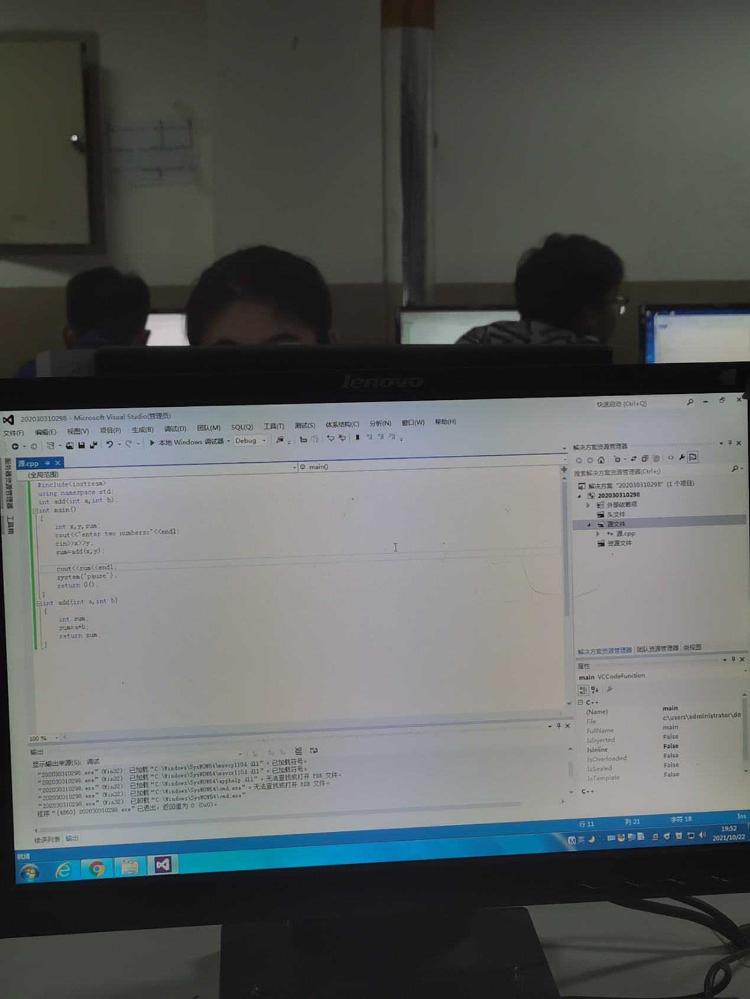 lenovo
202030310298 - Microsoft Visual Studio(管理员)
快速启动 (Ctrl+Q)
文件(F) 编辑(E) 视图(V) 项目(P) 生成(B) 调试(D) 团队(M) SQL(Q) 工具(T) 测试(S) 体系结构(C) 分析(N) 窗口(W) 帮助(H)
本地 Windows 调试器 Debug
服务器资源管理器 工具箱
源.cpp
(全局范围) main()
#include<iostream>
using namespace std;
int add(int a,int b);
int main()
{
int x,y,sum;
cout<<"enter two numbers:"<<endl;
cin>>x>>y;
sum=add(x,y);
cout<<sum<<endl;
system("pause");
return 0();
}
int add(int a,int b)
{
int sum;
sum=a+b;
return sum;
}
100 %
解决方案资源管理器
搜索解决方案资源管理器(Ctrl+;)
解决方案"202030310298" (1 个项目)
202030310298
外部依赖项
头文件
源文件
源.cpp
资源文件
解决方案资源管理器 团队资源管理器 类视图
属性
main VCCodeFunction
C++
(Name) main
File c:\users\administrator\do
FullName main
IsInjected False
IsInline False
IsOverloaded False
IsSealed False
IsTemplate False
C++
输出
显示输出来源(S): 调试
"202030310298.exe" (Win32): 已加载"C:\Windows\SysWOW64\msvcp110d.dll"。已加载符号。
"202030310298.exe" (Win32): 已加载"C:\Windows\SysWOW64\msvcr110d.dll"。已加载符号。
"202030310298.exe" (Win32): 已加载"C:\Windows\SysWOW64\apphelp.dll"。无法查找或打开 PDB 文件。
"202030310298.exe" (Win32): 已加载"C:\Windows\SysWOW64\cmd.exe"。无法查找或打开 PDB 文件。
"202030310298.exe" (Win32): 已卸载"C:\Windows\SysWOW64\cmd.exe"
程序"[4860] 202030310298.exe"已退出，返回值为 0 (0x0)。
错误列表 输出
就绪 行 11 列 21 字符 18 Ins
英
19:52
2021/10/22